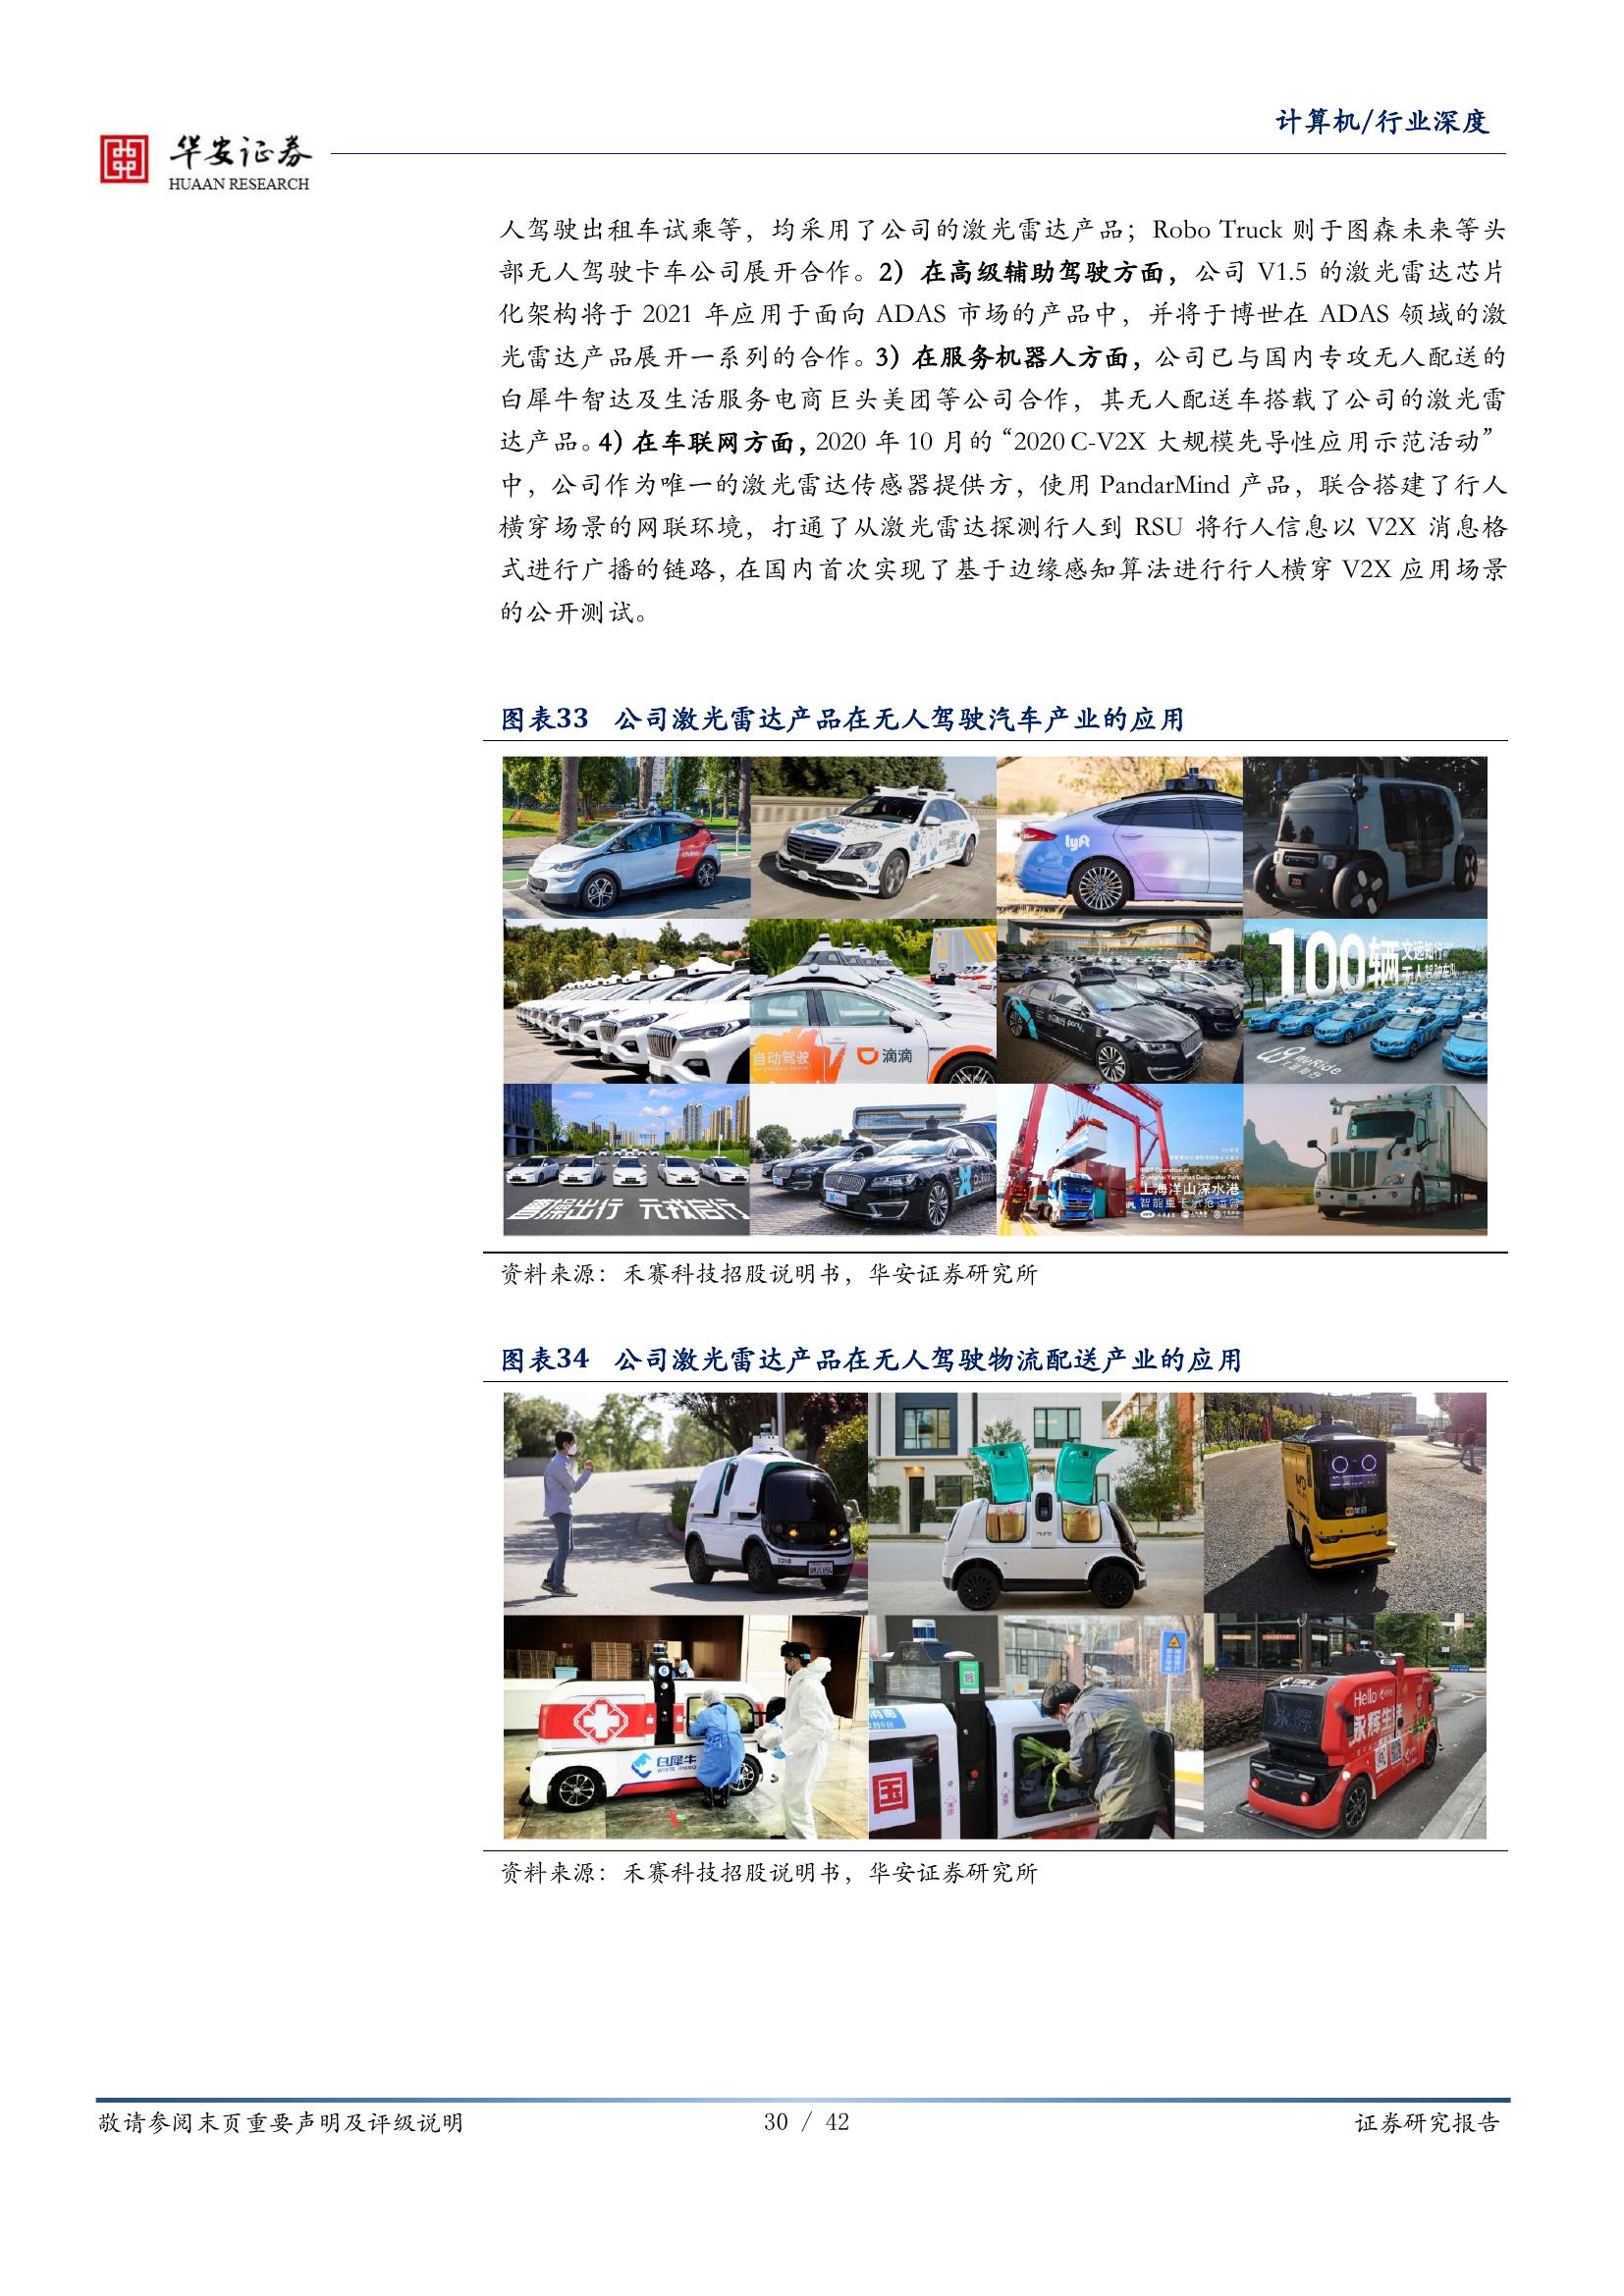 计算机/行业深度
华安证券
HUAAN RESEARCH
人驾驶出租车试乘等，均采用了公司的激光雷达产品；Robo Truck 则于图森未来等头
部无人驾驶卡车公司展开合作。2）在高级辅助驾驶方面，公司 V1.5 的激光雷达芯片
化架构将于 2021 年应用于面向 ADAS 市场的产品中，并将于博世在 ADAS 领域的激
光雷达产品展开一系列的合作。3）在服务机器人方面，公司已与国内专攻无人配送的
白犀牛智达及生活服务电商巨头美团等公司合作，其无人配送车搭载了公司的激光雷
达产品。4）在车联网方面，2020 年 10 月的“2020 C-V2X 大规模先导性应用示范活动”
中，公司作为唯一的激光雷达传感器提供方，使用 PandarMind 产品，联合搭建了行人
横穿场景的网联环境，打通了从激光雷达探测行人到 RSU 将行人信息以 V2X 消息格
式进行广播的链路，在国内首次实现了基于边缘感知算法进行行人横穿 V2X 应用场景
的公开测试。
图表33 公司激光雷达产品在无人驾驶汽车产业的应用
lyft
自动驾驶
滴滴
pony
100辆
WeRide
曹操出行 元戎启行
上海洋山深水港
资料来源：禾赛科技招股说明书，华安证券研究所
图表34 公司激光雷达产品在无人驾驶物流配送产业的应用
nuro
6
白犀牛
消毒
国
Hello
永辉生活
资料来源：禾赛科技招股说明书，华安证券研究所
敬请参阅末页重要声明及评级说明
30 / 42
证券研究报告